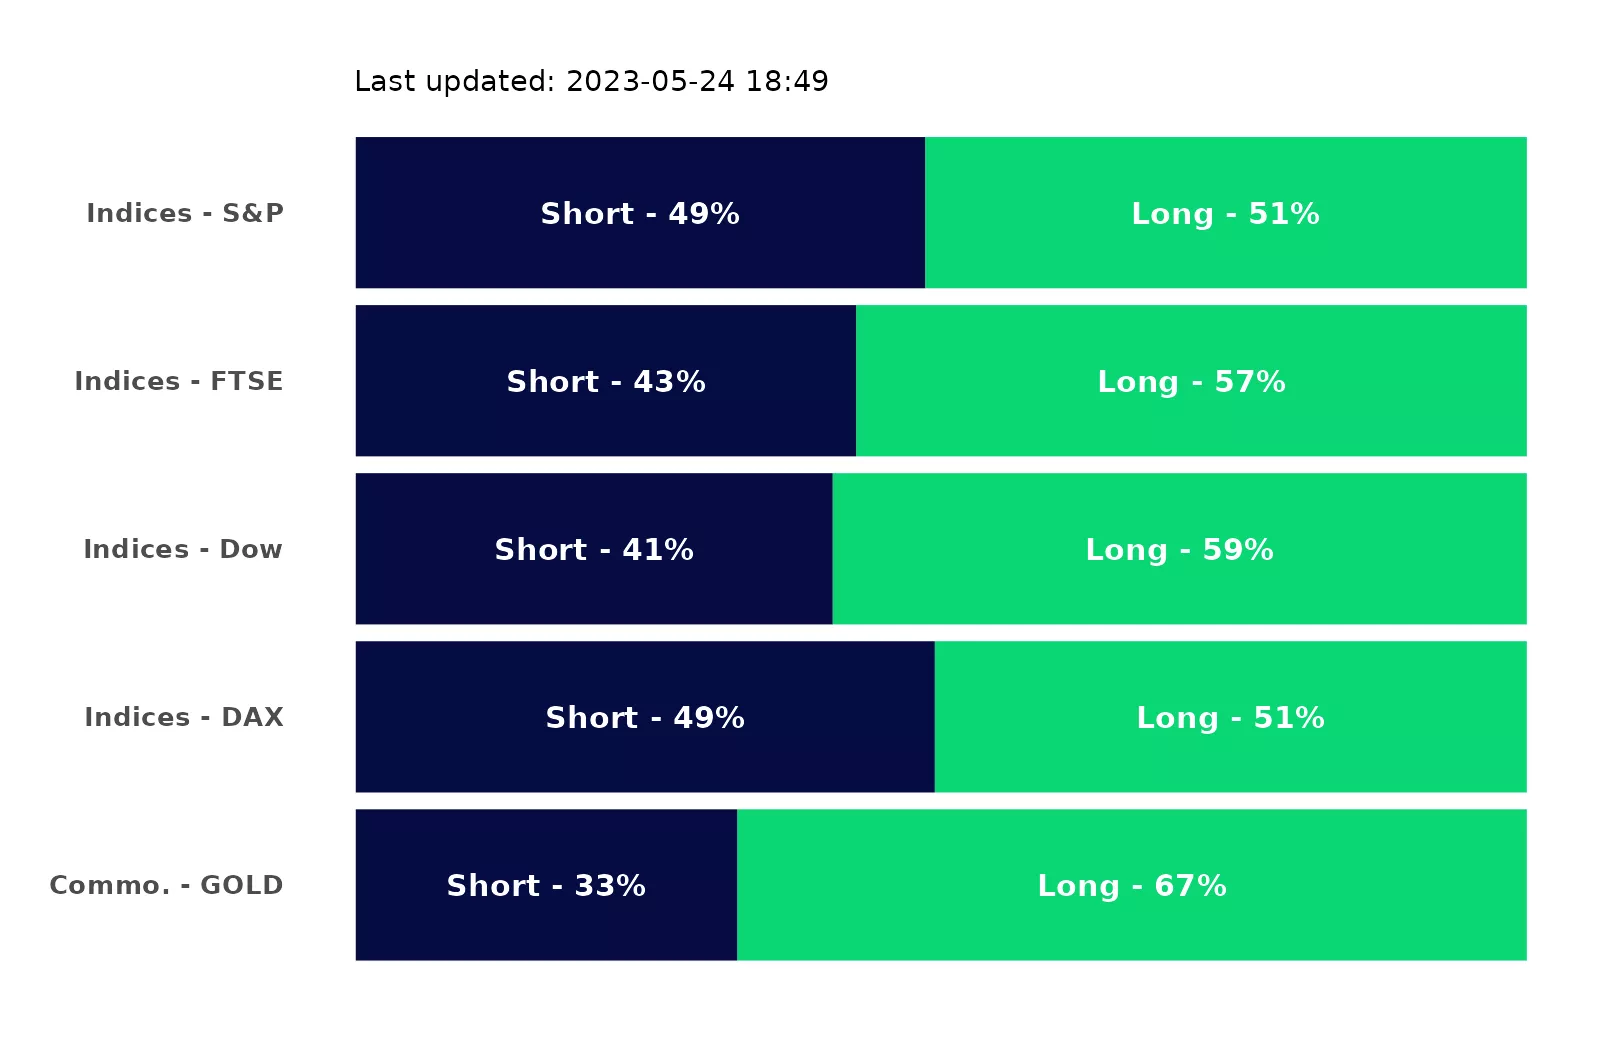 Last updated: 2023-05-24 18:49
Indices - S&P
Short - 49%
Long - 51%
Indices - FTSE
Short - 43%
Long - 57%
Indices - Dow
Short - 41%
Long - 59%
Indices - DAX
Short - 49%
Long - 51%
Commo. - GOLD
Short - 33%
Long - 67%